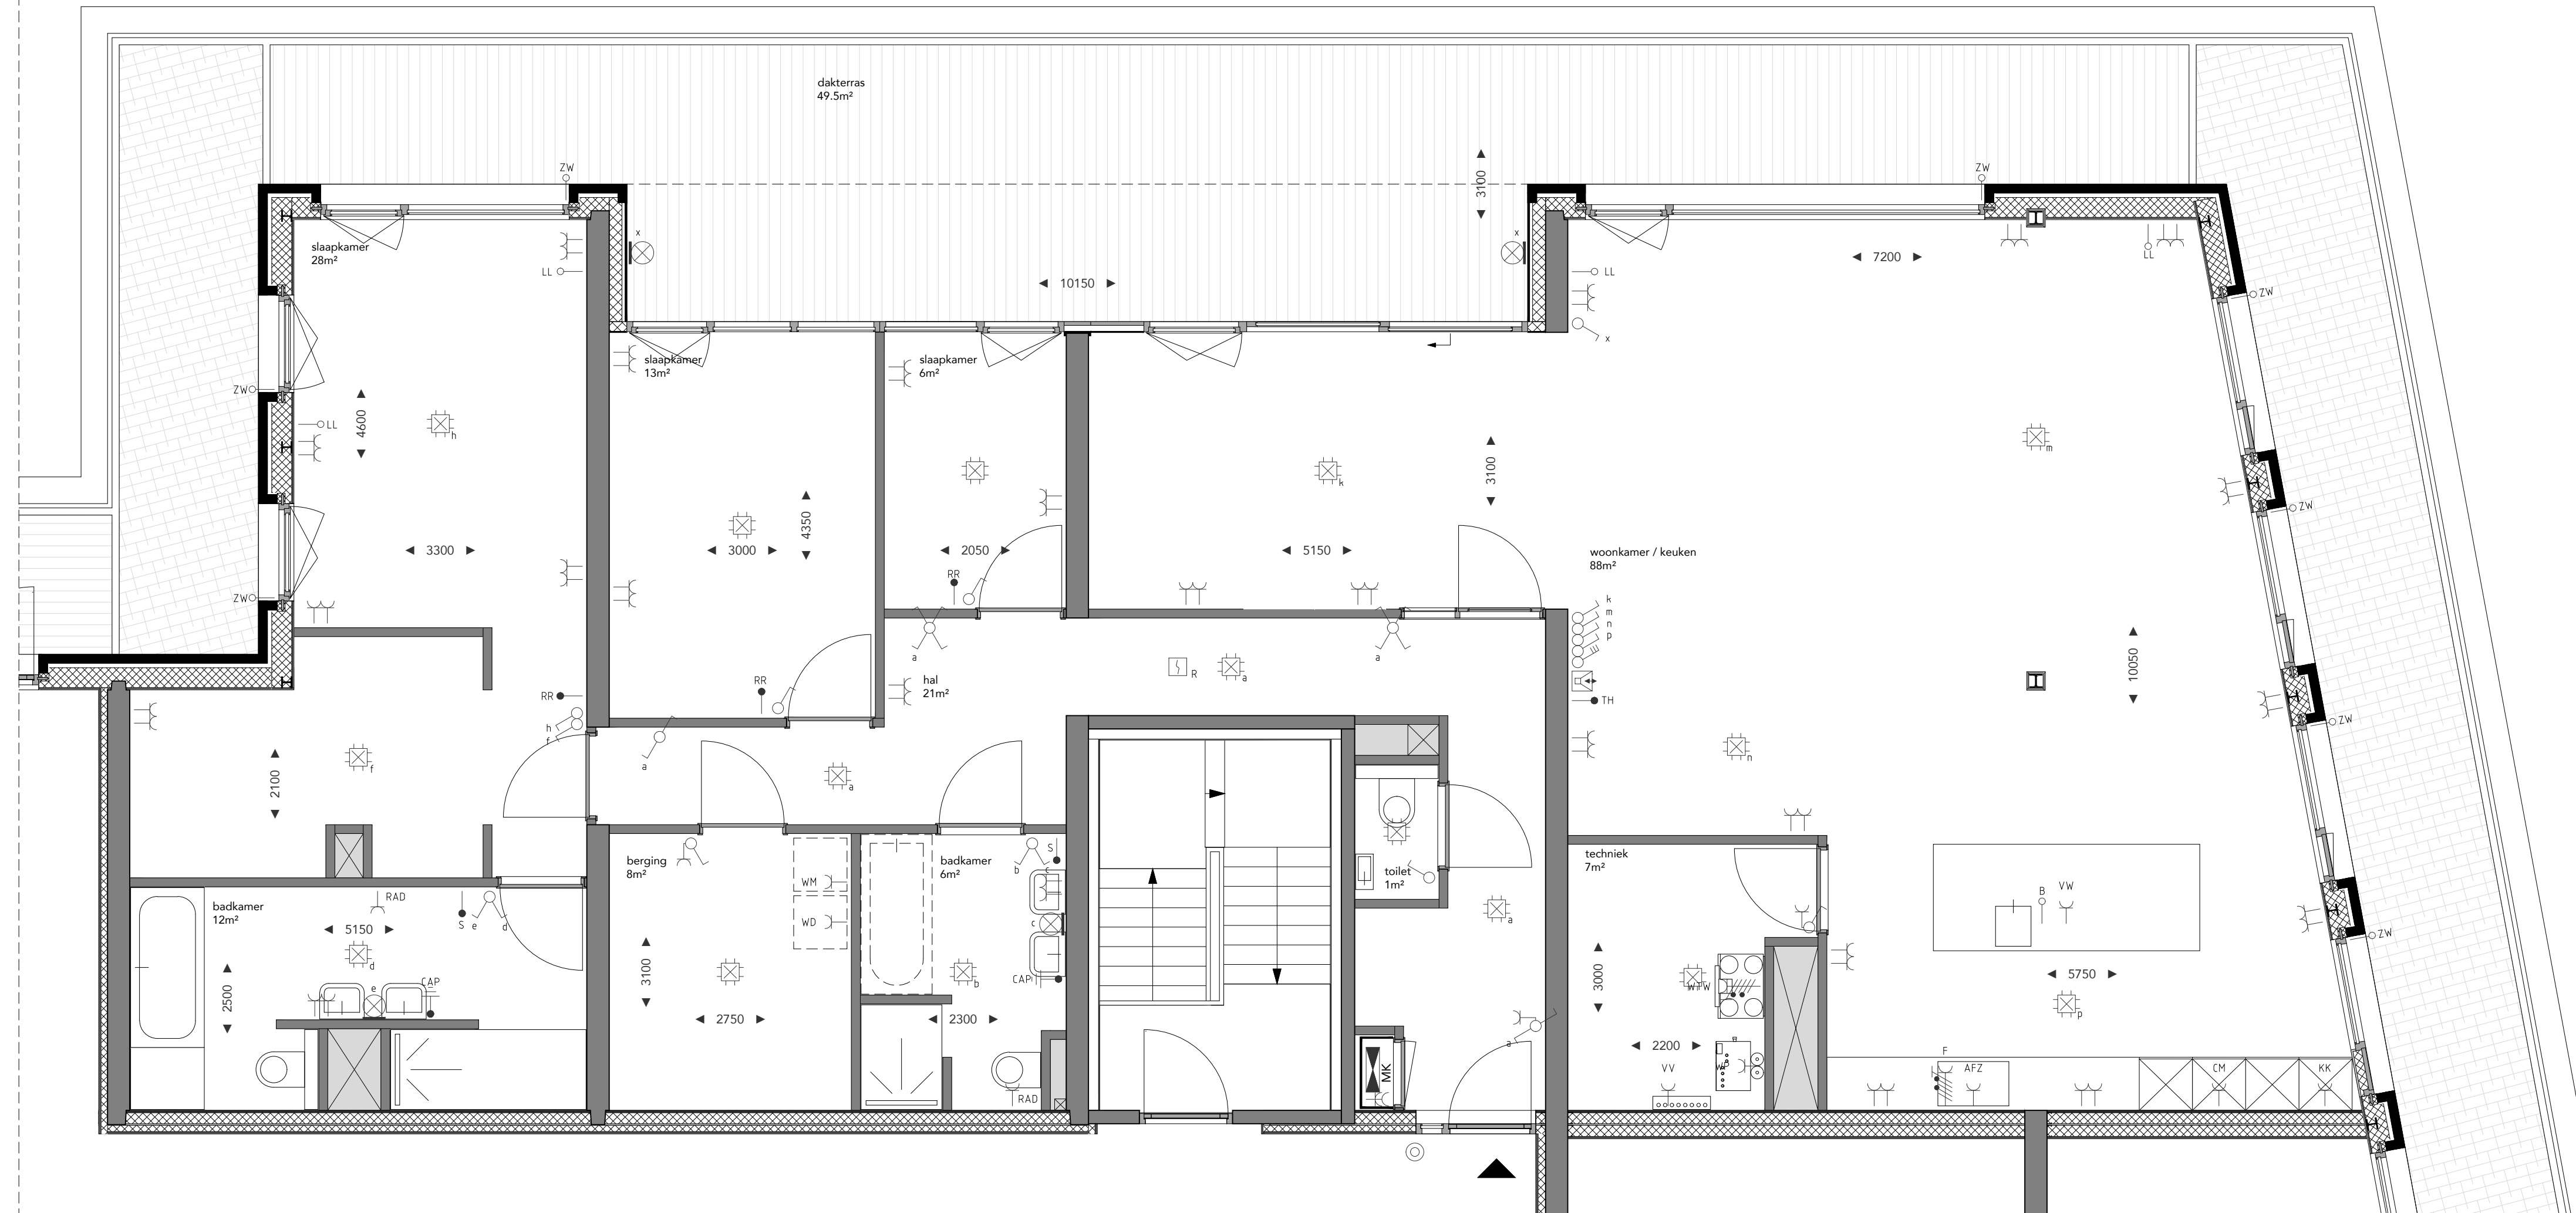 dakterras
49.5m²
ZW
ZW
3100
x
x
slaapkamer
28m²
LL
10150
7200
LL
LL
ZW
x
slaapkamer
13m²
slaapkamer
6m²
ZW
LL
4600
h
k
3100
m
4350
ZW
3300
3000
2050
5150
woonkamer / keuken
88m²
RR
ZW
k
m
n
p
a
a
10050
R
a
hal
21m²
RR
RR
TH
h
f
ZW
a
f
2100
a
n
berging
8m²
badkamer
6m²
S
b
c
toilet
1m²
techniek
7m²
WM
WD
badkamer
12m²
RAD
S
e
d
5150
c
B
VW
a
ZW
d
CAP
e
2500
3100
CAP
b
3000
WTW
5750
p
2750
2300
a
2200
F
MK
VV
WP
AFZ
CM
KK
RAD